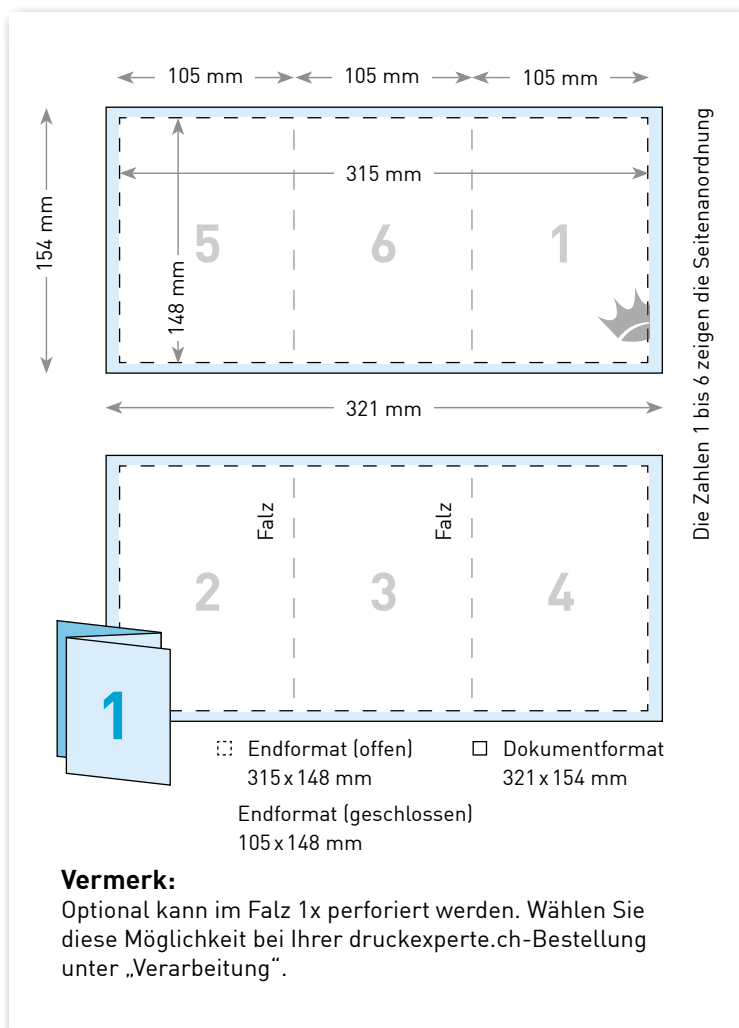 105 mm 105 mm 105 mm
315 mm
154 mm
148 mm
5 6 1
321 mm
Die Zahlen 1 bis 6 zeigen die Seitenanordnung
Falz Falz
2 3 4
1
Endformat (offen) Dokumentformat
315 x 148 mm 321 x 154 mm
Endformat (geschlossen)
105 x 148 mm
Vermerk:
Optional kann im Falz 1x perforiert werden. Wählen Sie
diese Möglichkeit bei Ihrer druckexperte.ch-Bestellung
unter „Verarbeitung“.